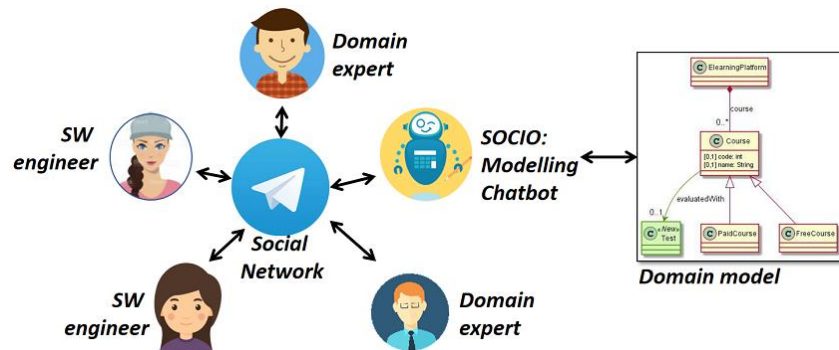 Domain
expert
SW
engineer
SOCIO:
Modelling
Chatbot
Social
Network
SW
engineer
Domain
expert
C ElearningPlatform
course
0..*
C Course
[0,1] code: int
[0,1] name: String
evaluatedWith
0..1
C «New»
Test
C PaidCourse
C FreeCourse
Domain model